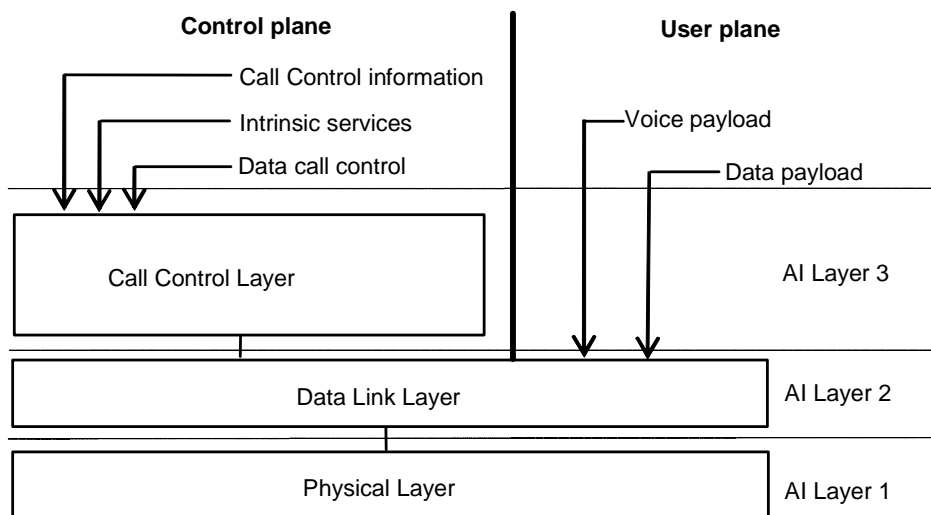 Control plane
User plane
Call Control information
Intrinsic services
Voice payload
Data call control
Data payload
Call Control Layer
AI Layer 3
Data Link Layer
AI Layer 2
Physical Layer
AI Layer 1